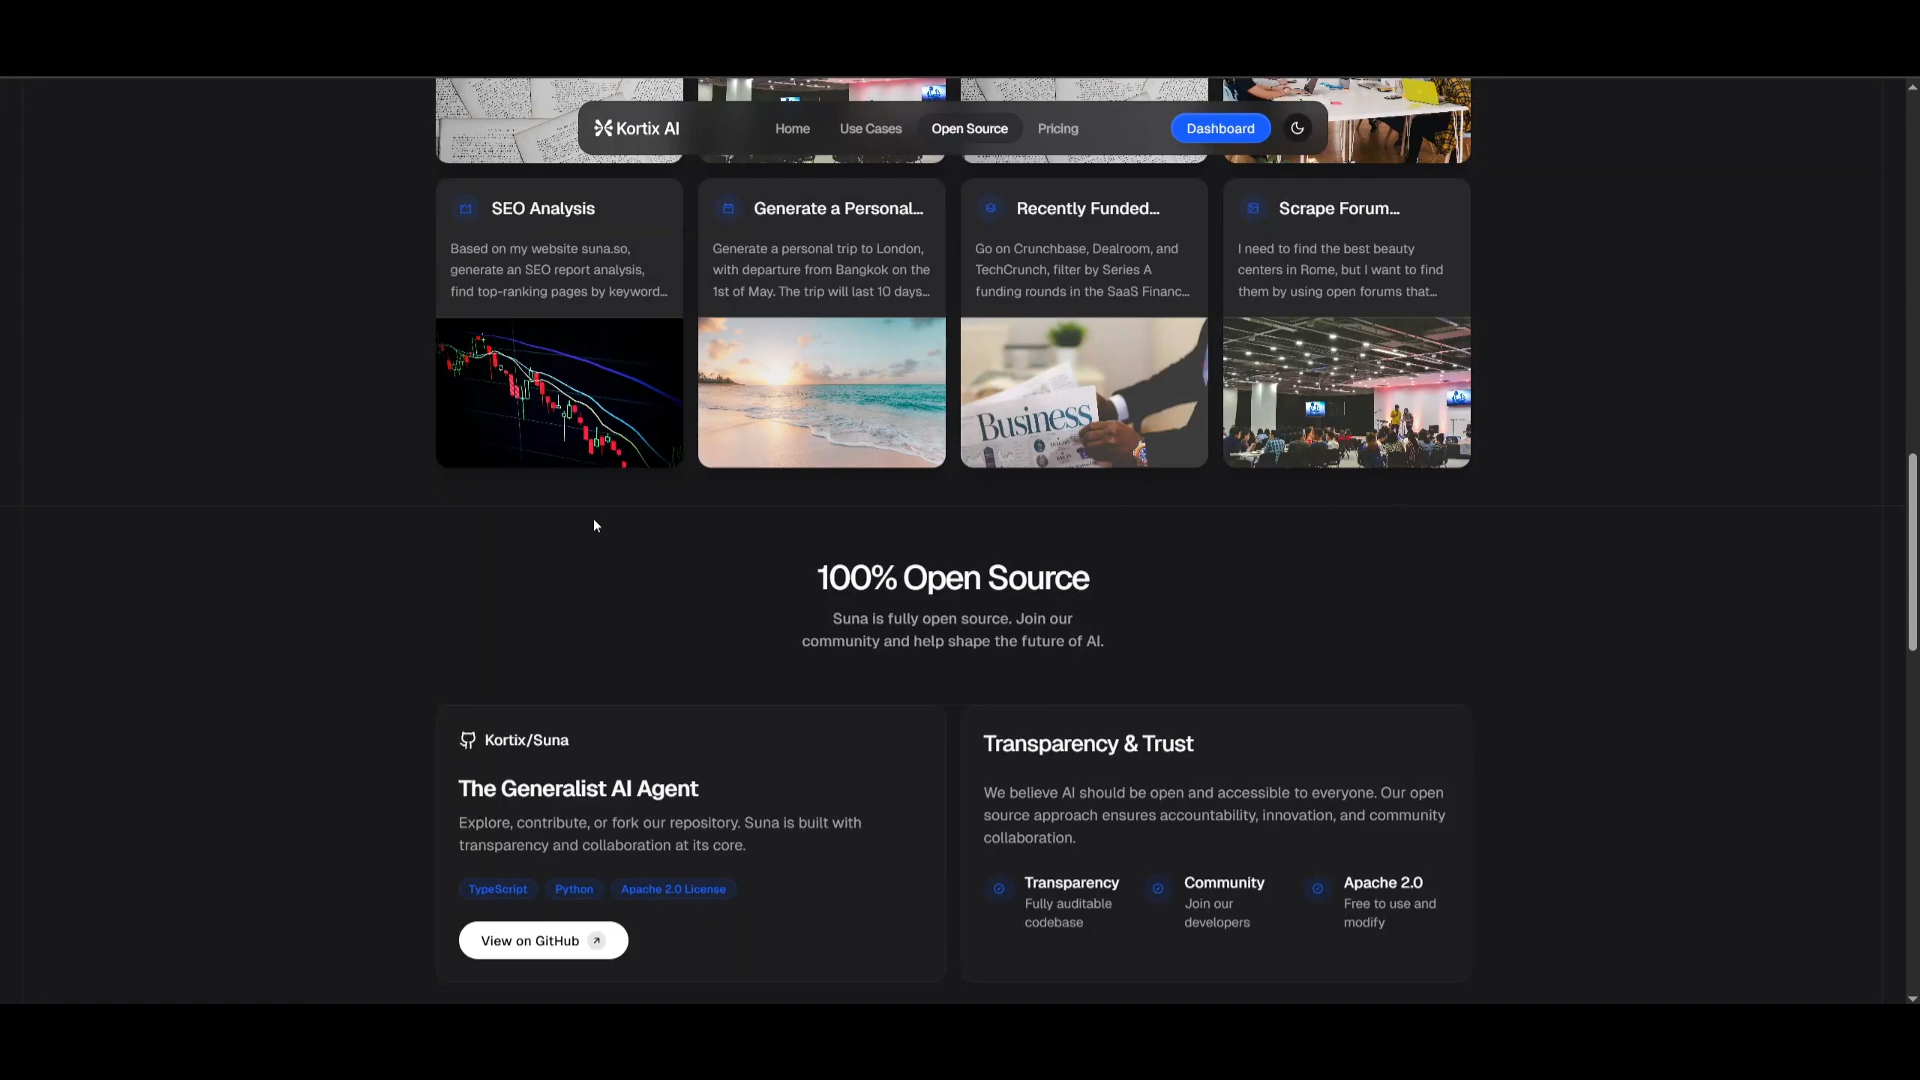 Kortix AI
Home
Use Cases
Open Source
Pricing
Dashboard
SEO Analysis
Based on my website suna.so,
generate an SEO report analysis,
find top-ranking pages by keyword...
Generate a Personal...
Generate a personal trip to London,
with departure from Bangkok on the
1st of May. The trip will last 10 days...
Recently Funded...
Go on Crunchbase, Dealroom, and
TechCrunch, filter by Series A
funding rounds in the SaaS Financ...
Scrape Forum...
I need to find the best beauty
centers in Rome, but I want to find
them by using open forums that...
Business
100% Open Source
Suna is fully open source. Join our
community and help shape the future of AI.
Kortix/Suna
The Generalist AI Agent
Explore, contribute, or fork our repository. Suna is built with
transparency and collaboration at its core.
TypeScript
Python
Apache 2.0 License
View on GitHub
Transparency & Trust
We believe AI should be open and accessible to everyone. Our open
source approach ensures accountability, innovation, and community
collaboration.
Transparency
Fully auditable
codebase
Community
Join our
developers
Apache 2.0
Free to use and
modify